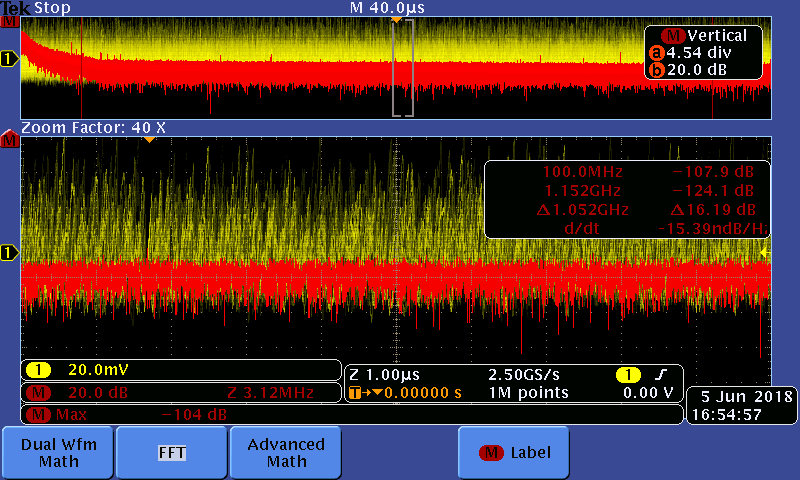 Tek Stop M 40.0µs
M
M Vertical
a 4.54 div
b 20.0 dB
1
Zoom Factor: 40 X
M
100.0MHz −107.9 dB
1.152GHz −124.1 dB
Δ1.052GHz Δ16.19 dB
d/dt -15.39ndB/Hz
1
1 20.0mV
M 20.0 dB Z 3.12MHz
M Max −104 dB
Z 1.00µs 2.50GS/s 1
T→▼0.00000 s 1M points 0.00 V
5 Jun 2018
16:54:57
Dual Wfm
Math
FFT
Advanced
Math
M Label